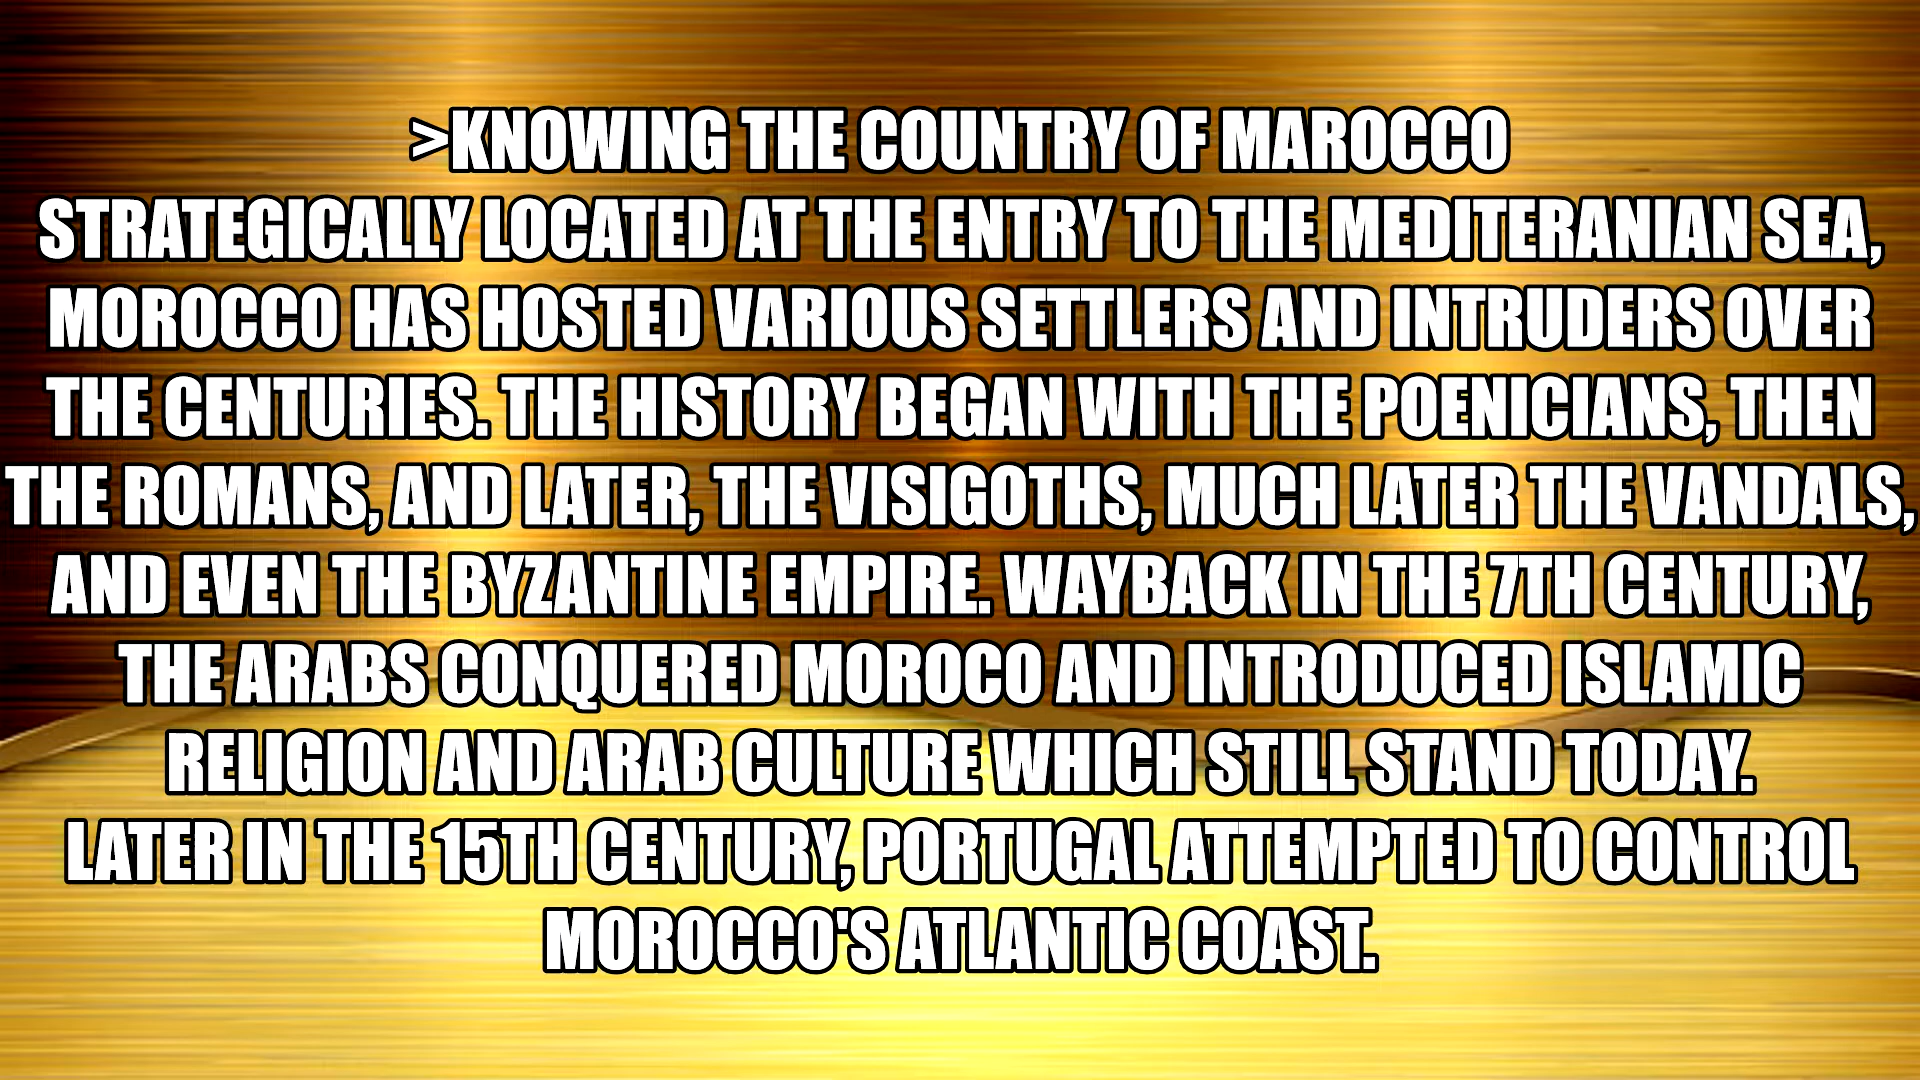 >KNOWING THE COUNTRY OF MAROCCO
STRATEGICALLY LOCATED AT THE ENTRY TO THE MEDITERANIAN SEA,
MOROCCO HAS HOSTED VARIOUS SETTLERS AND INTRUDERS OVER
THE CENTURIES. THE HISTORY BEGAN WITH THE POENICIANS, THEN
THE ROMANS, AND LATER, THE VISIGOTHS, MUCH LATER THE VANDALS,
AND EVEN THE BYZANTINE EMPIRE. WAYBACK IN THE 7TH CENTURY,
THE ARABS CONQUERED MOROCO AND INTRODUCED ISLAMIC
RELIGION AND ARAB CULTURE WHICH STILL STAND TODAY.
LATER IN THE 15TH CENTURY, PORTUGAL ATTEMPTED TO CONTROL
MOROCCO'S ATLANTIC COAST.